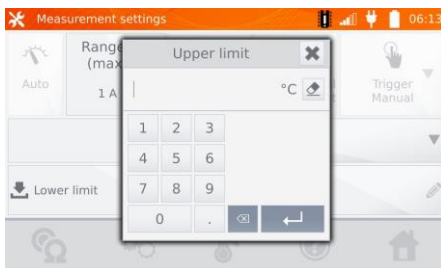 Measurement settings 06:13
Range
(max
Auto
1 A
Upper limit
°C
Trigger
Manual
1 2 3
4 5 6
7 8 9
0 .
Lower limit